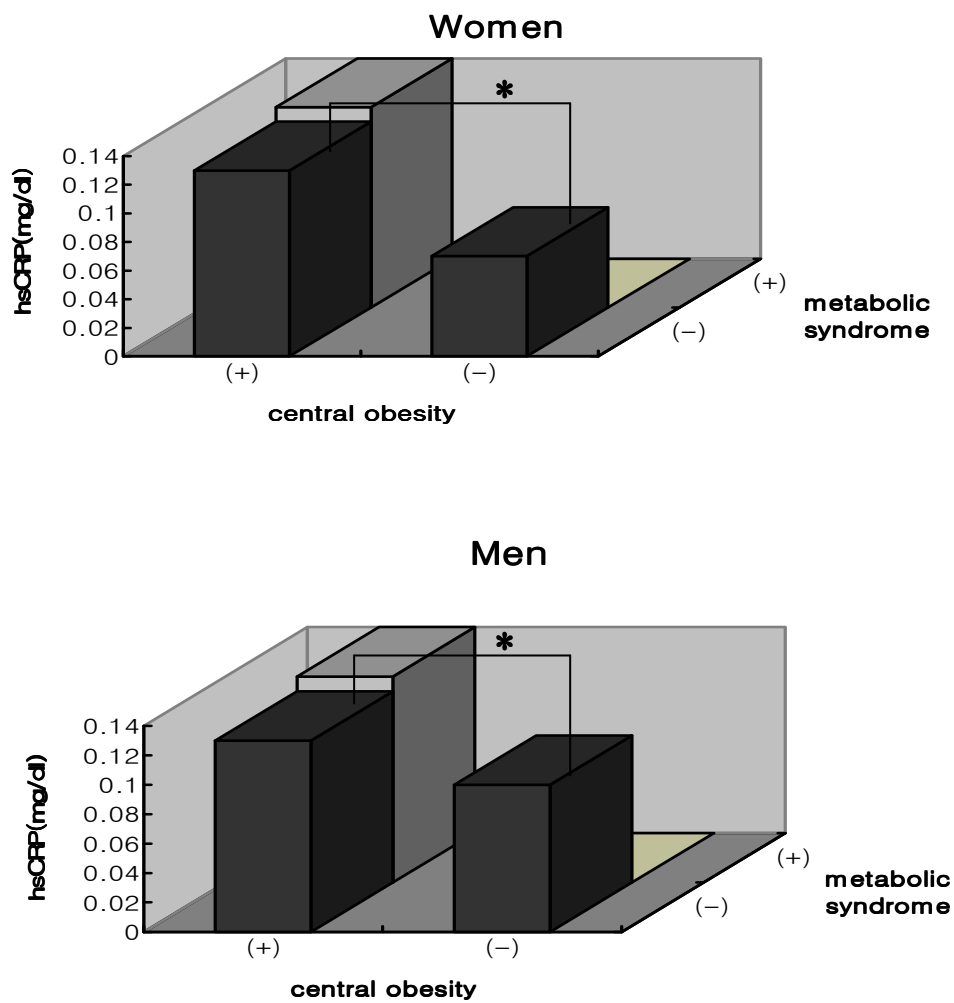 Women
*
hsCRP(mg/dl)
0.14
0.12
0.1
0.08
0.06
0.04
0.02
0
(+)
(−)
central obesity
(−)
(+)
metabolic
syndrome
Men
*
hsCRP(mg/dl)
0.14
0.12
0.1
0.08
0.06
0.04
0.02
0
(+)
(−)
central obesity
(−)
(+)
metabolic
syndrome